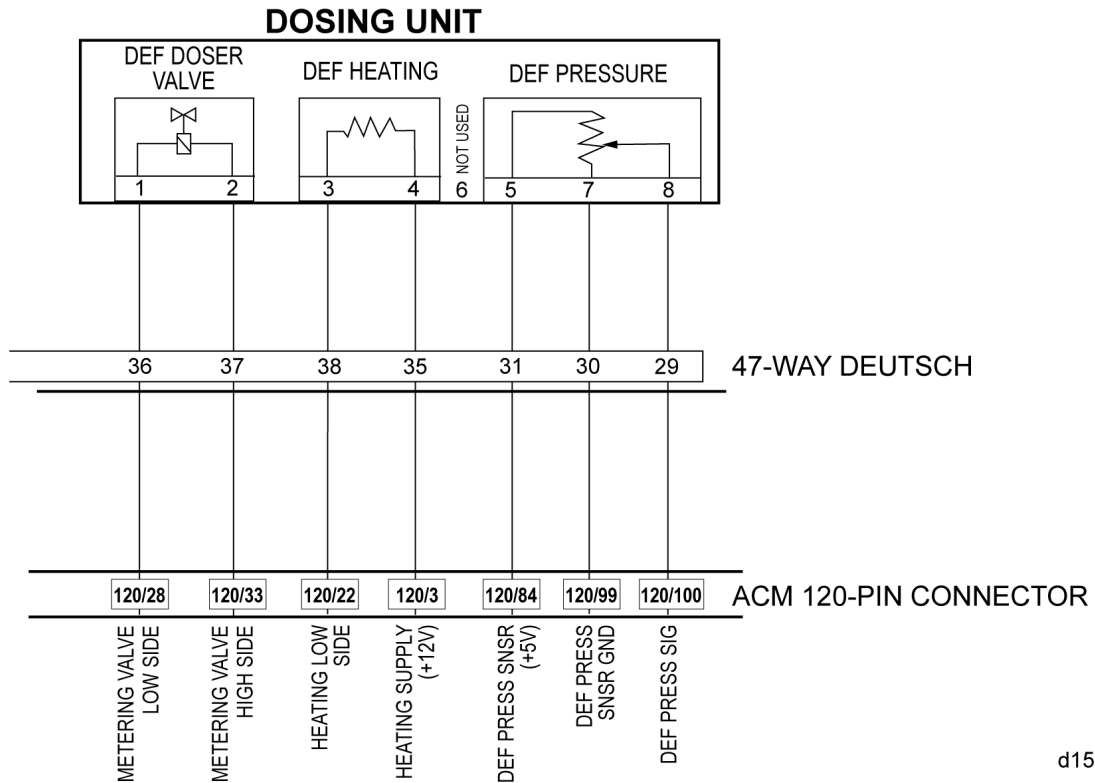 DOSING UNIT
DEF DOSER
VALVE
DEF HEATING
DEF PRESSURE
NOT USED
1 2 3 4 6 5 7 8
36 37 38 35 31 30 29
47-WAY DEUTSCH
120/28 120/33 120/22 120/3 120/84 120/99 120/100
ACM 120-PIN CONNECTOR
METERING VALVE
LOW SIDE
METERING VALVE
HIGH SIDE
HEATING LOW
SIDE
HEATING SUPPLY
(+12V)
DEF PRESS SNSR
(+5V)
DEF PRESS
SNSR GND
DEF PRESS SIG
d15